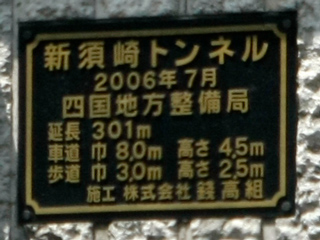 新須崎トンネル
2006年7月
四国地方整備局
延長 301m
車道 巾 8.0m 高さ 4.5m
歩道 巾 3.0m 高さ 2.5m
施工 株式会社 銭高組